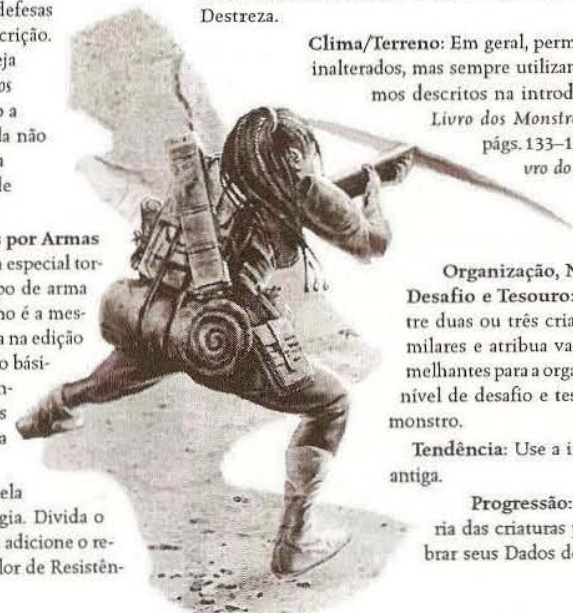 defesas
crição.
eja
os
o a
la não
a
de
s por Armas
especial tor-
po de arma
no é a mes-
a na edição
o bási-
n-
s
a
ela
gia. Divida o
adicione o re-
lor de Resistên-
Destreza.
Clima/Terreno: Em geral, perm
inalterados, mas sempre utilizar
mos descritos na introd
Livro dos Monstr
págs. 133–1
vro do
Organização, N
Desafio e Tesouro:
tre duas ou três cria
milares e atribua va
melhantes para a orga
nível de desafio e tes
monstro.
Tendência: Use a i
antiga.
Progressão:
ria das criaturas
brar seus Dados d